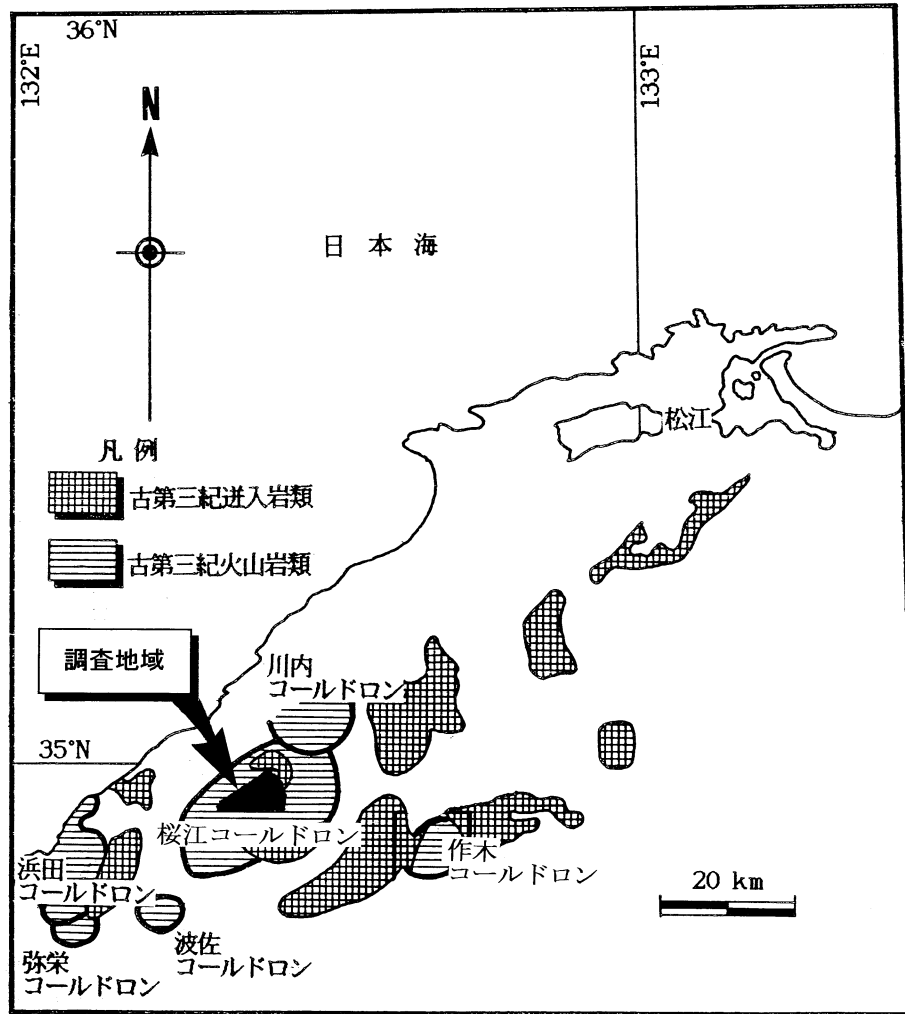 36°N
132°E
133°E
N
日本海
松江
凡例
古第三紀迸入岩類
古第三紀火山岩類
調査地域
川内
コールドロン
35°N
桜江コールドロン
作木
コールドロン
浜田
コールドロン
20 km
弥栄
コールドロン
波佐
コールドロン